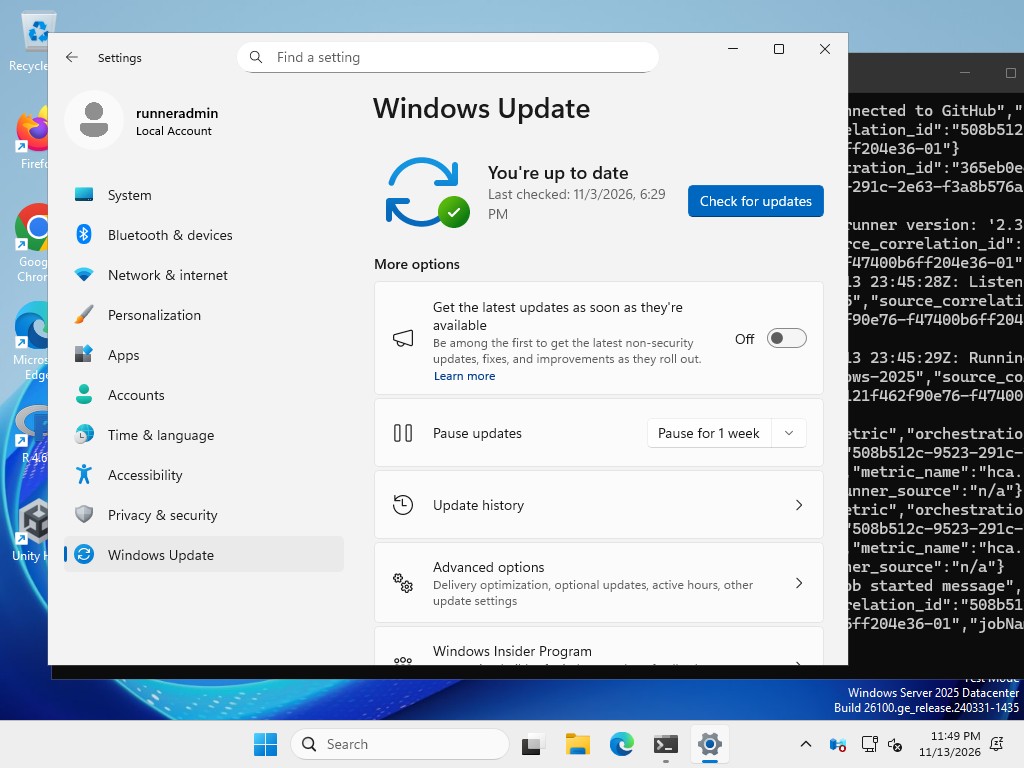 Recycle
Firefo
Goog
Chron
Micros
Edge
R 4.6
Unity H
Settings
Find a setting
runneradmin
Local Account
System
Bluetooth & devices
Network & internet
Personalization
Apps
Accounts
Time & language
Accessibility
Privacy & security
Windows Update
Windows Update
You're up to date
Last checked: 11/3/2026, 6:29
PM
Check for updates
More options
Get the latest updates as soon as they're
available
Be among the first to get the latest non-security
updates, fixes, and improvements as they roll out.
Learn more
Off
Pause updates
Pause for 1 week
Update history
Advanced options
Delivery optimization, optional updates, active hours, other
update settings
Windows Insider Program
nnected to GitHub","
relation_id":"508b512
ff204e36-01"}
tration_id":"365eb0e
-291c-2e63-f3a8b576a
runner version: '2.3
rce_correlation_id":
f47400b6ff204e36-01"
13 23:45:28Z: Listen
5","source_correlati
f90e76-f47400b6ff204
13 23:45:29Z: Runnin
ows-2025","source_co
121f462f90e76-f47400
etric","orchestratio
"508b512c-9523-291c-
,"metric_name":"hca.
unner_source":"n/a"}
etric","orchestratio
"508b512c-9523-291c-
,"metric_name":"hca.
ner_source":"n/a"}
ob started message",
relation_id":"508b51
6ff204e36-01","jobNa
Test Mode
Windows Server 2025 Datacenter
Build 26100.ge_release.240331-1435
Search
11:49 PM
11/13/2026